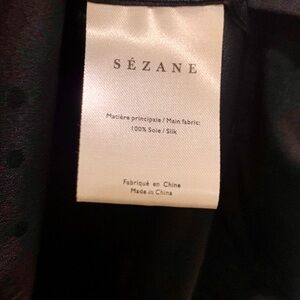 SÉZANE
Matière principale / Main fabric:
100% Soie / Silk
Fabriqué en Chine
Made in China